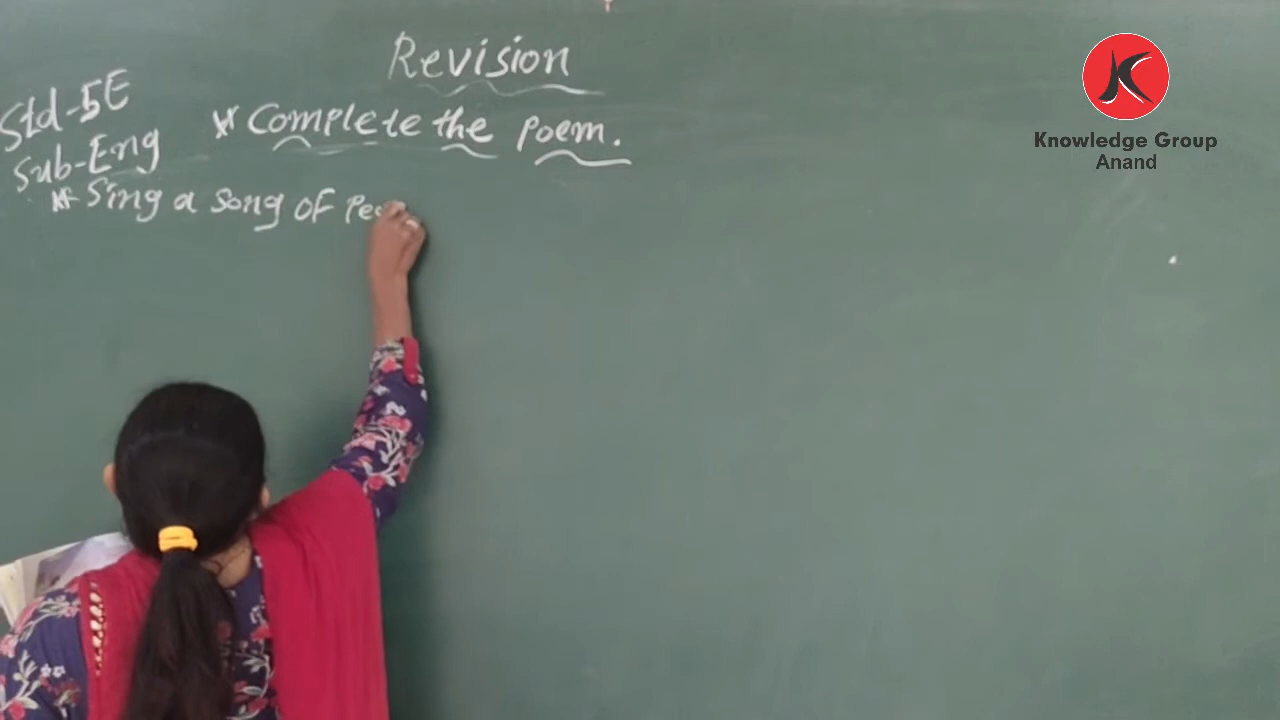 Revision
Std-5E
Sub-Eng
* Complete the poem.
* Sing a song of
Knowledge Group
Anand